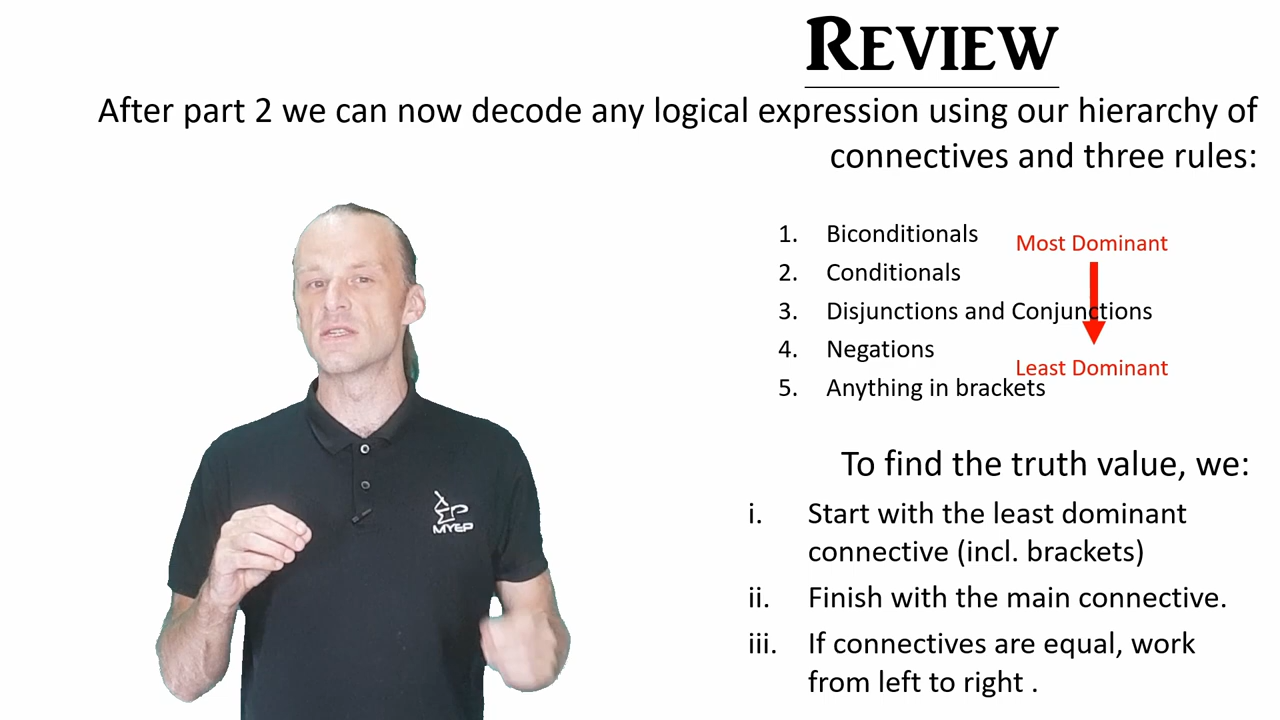 REVIEW
After part 2 we can now decode any logical expression using our hierarchy of
connectives and three rules:
1. Biconditionals
Most Dominant
2. Conditionals
3. Disjunctions and Conjunctions
4. Negations
Least Dominant
5. Anything in brackets
To find the truth value, we:
i. Start with the least dominant
connective (incl. brackets)
ii. Finish with the main connective.
iii. If connectives are equal, work
from left to right .
MYEP